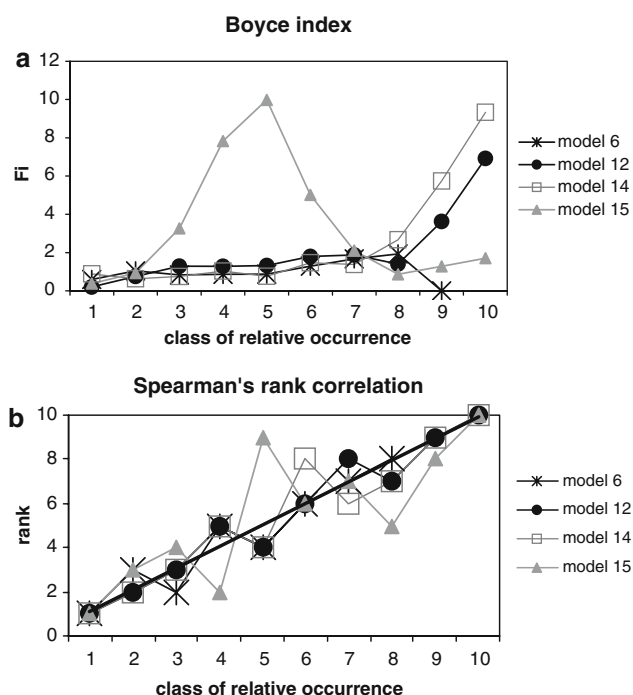 Boyce index
a
12
10
8
6
4
2
0
Fi
1 2 3 4 5 6 7 8 9 10
class of relative occurrence
model 6
model 12
model 14
model 15
Spearman's rank correlation
b
10
8
6
4
2
0
rank
1 2 3 4 5 6 7 8 9 10
class of relative occurrence
model 6
model 12
model 14
model 15